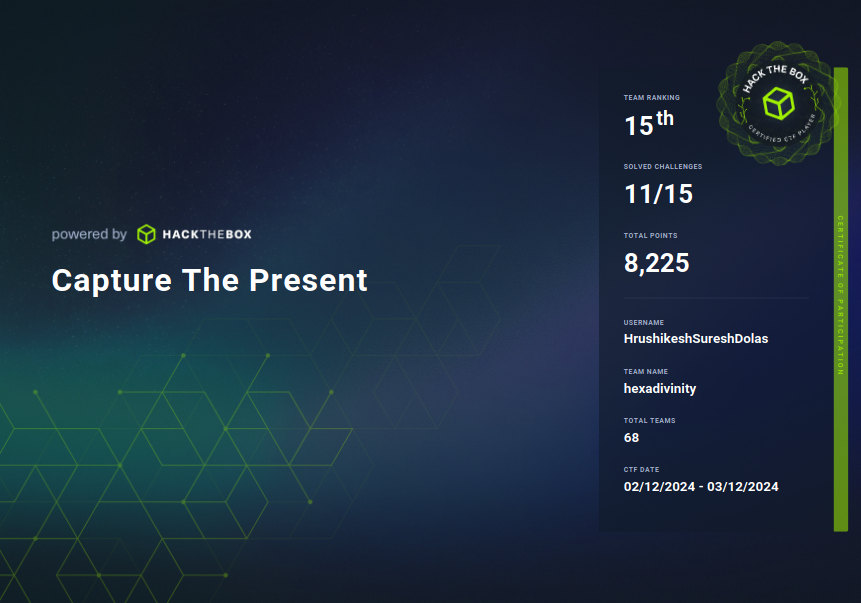 powered by HACKTHEBOX
Capture The Present
HACK THE BOX
CERTIFIED CTF PLAYER
TEAM RANKING
15th
SOLVED CHALLENGES
11/15
TOTAL POINTS
8,225
USERNAME
HrushikeshSureshDolas
TEAM NAME
hexadivinity
TOTAL TEAMS
68
CTF DATE
02/12/2024 - 03/12/2024
CERTIFICATE OF PARTICIPATION